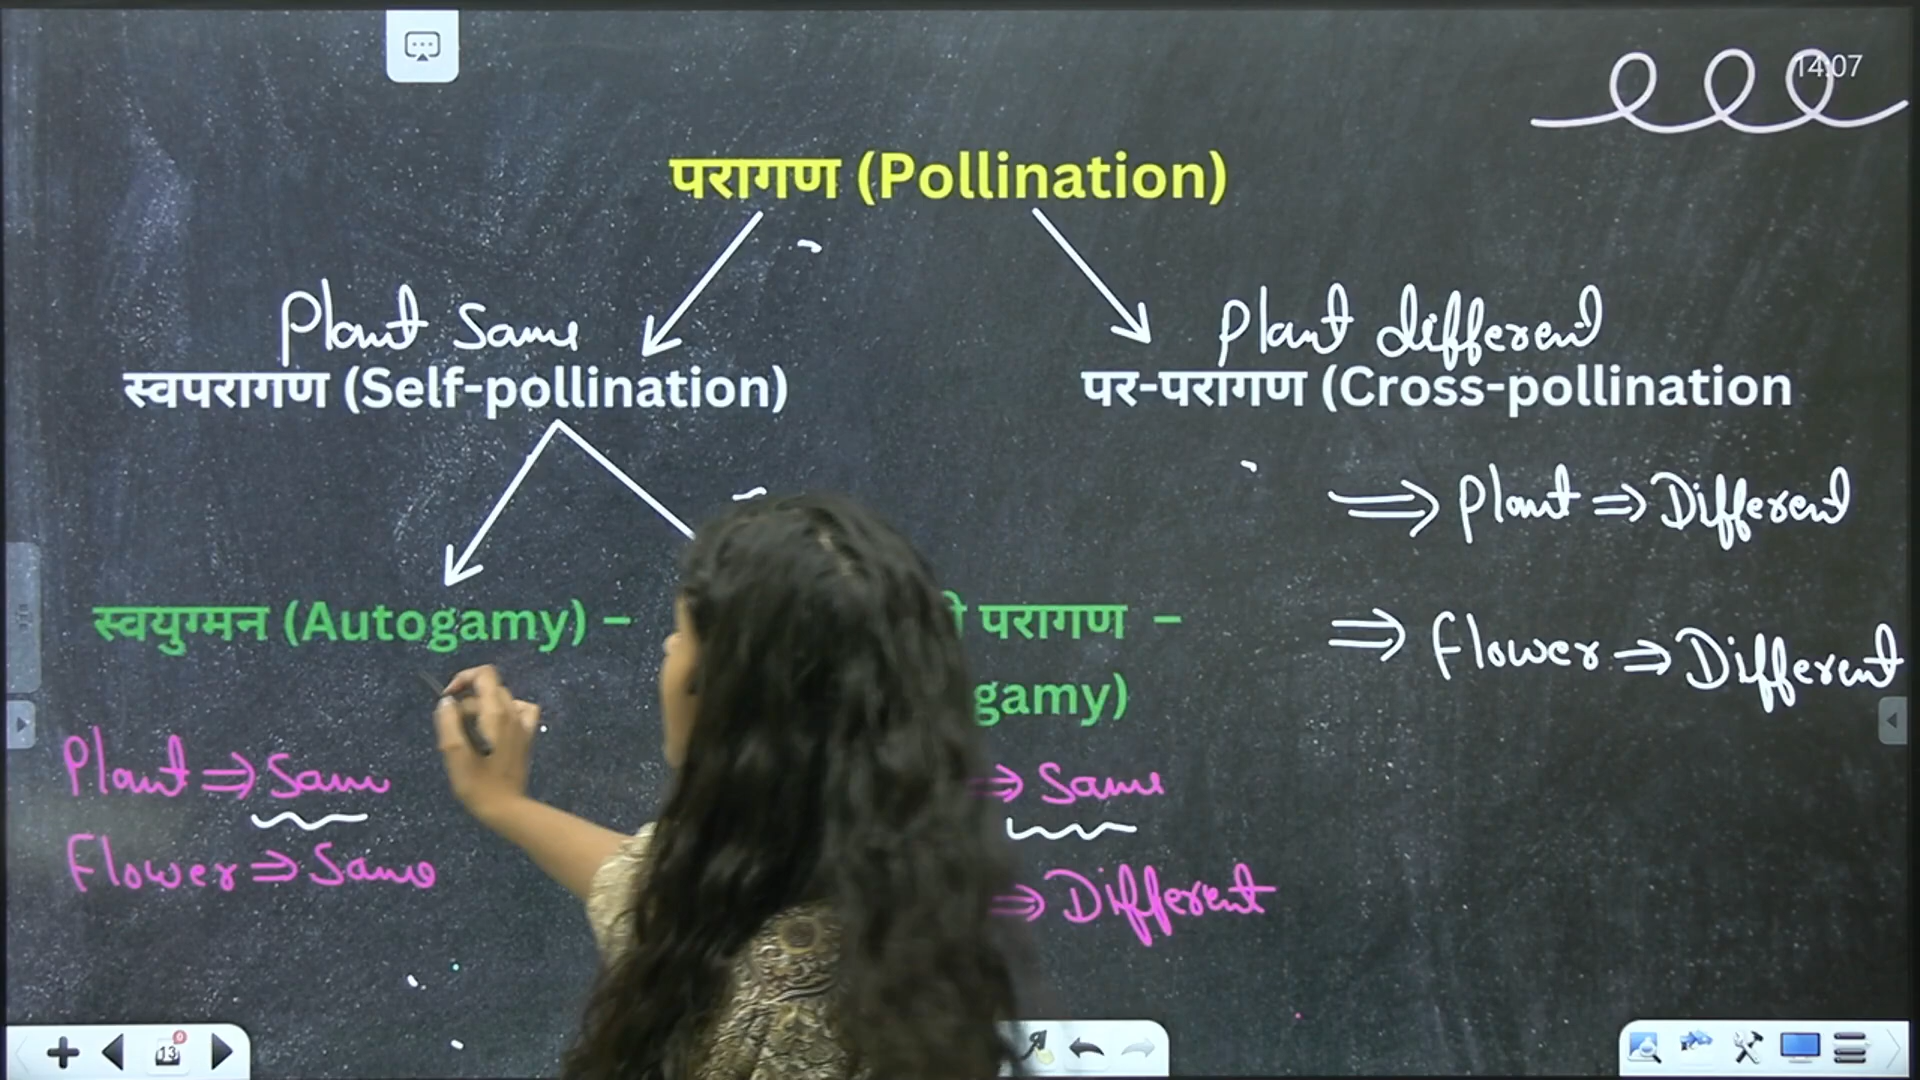 14:07
परागण (Pollination)
Plant Same
Plant different
स्वपरागण (Self-pollination)
पर-परागण (Cross-pollination
⇒ Plant ⇒ Different
स्वयुग्मन (Autogamy) –
परागण –
⇒ Flower ⇒ Different
gamy)
Plant ⇒ Same
⇒ Same
Flower ⇒ Same
⇒ Different
13